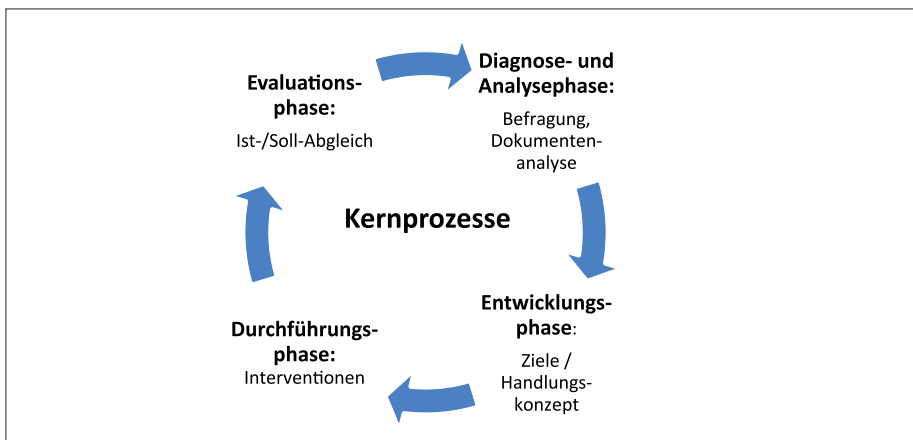 Diagnose- und
Analysephase:
Befragung,
Dokumenten-
analyse
Entwicklungs-
phase:
Ziele /
Handlungs-
konzept
Durchführungs-
phase:
Interventionen
Evaluations-
phase:
Ist-/Soll-Abgleich
Kernprozesse